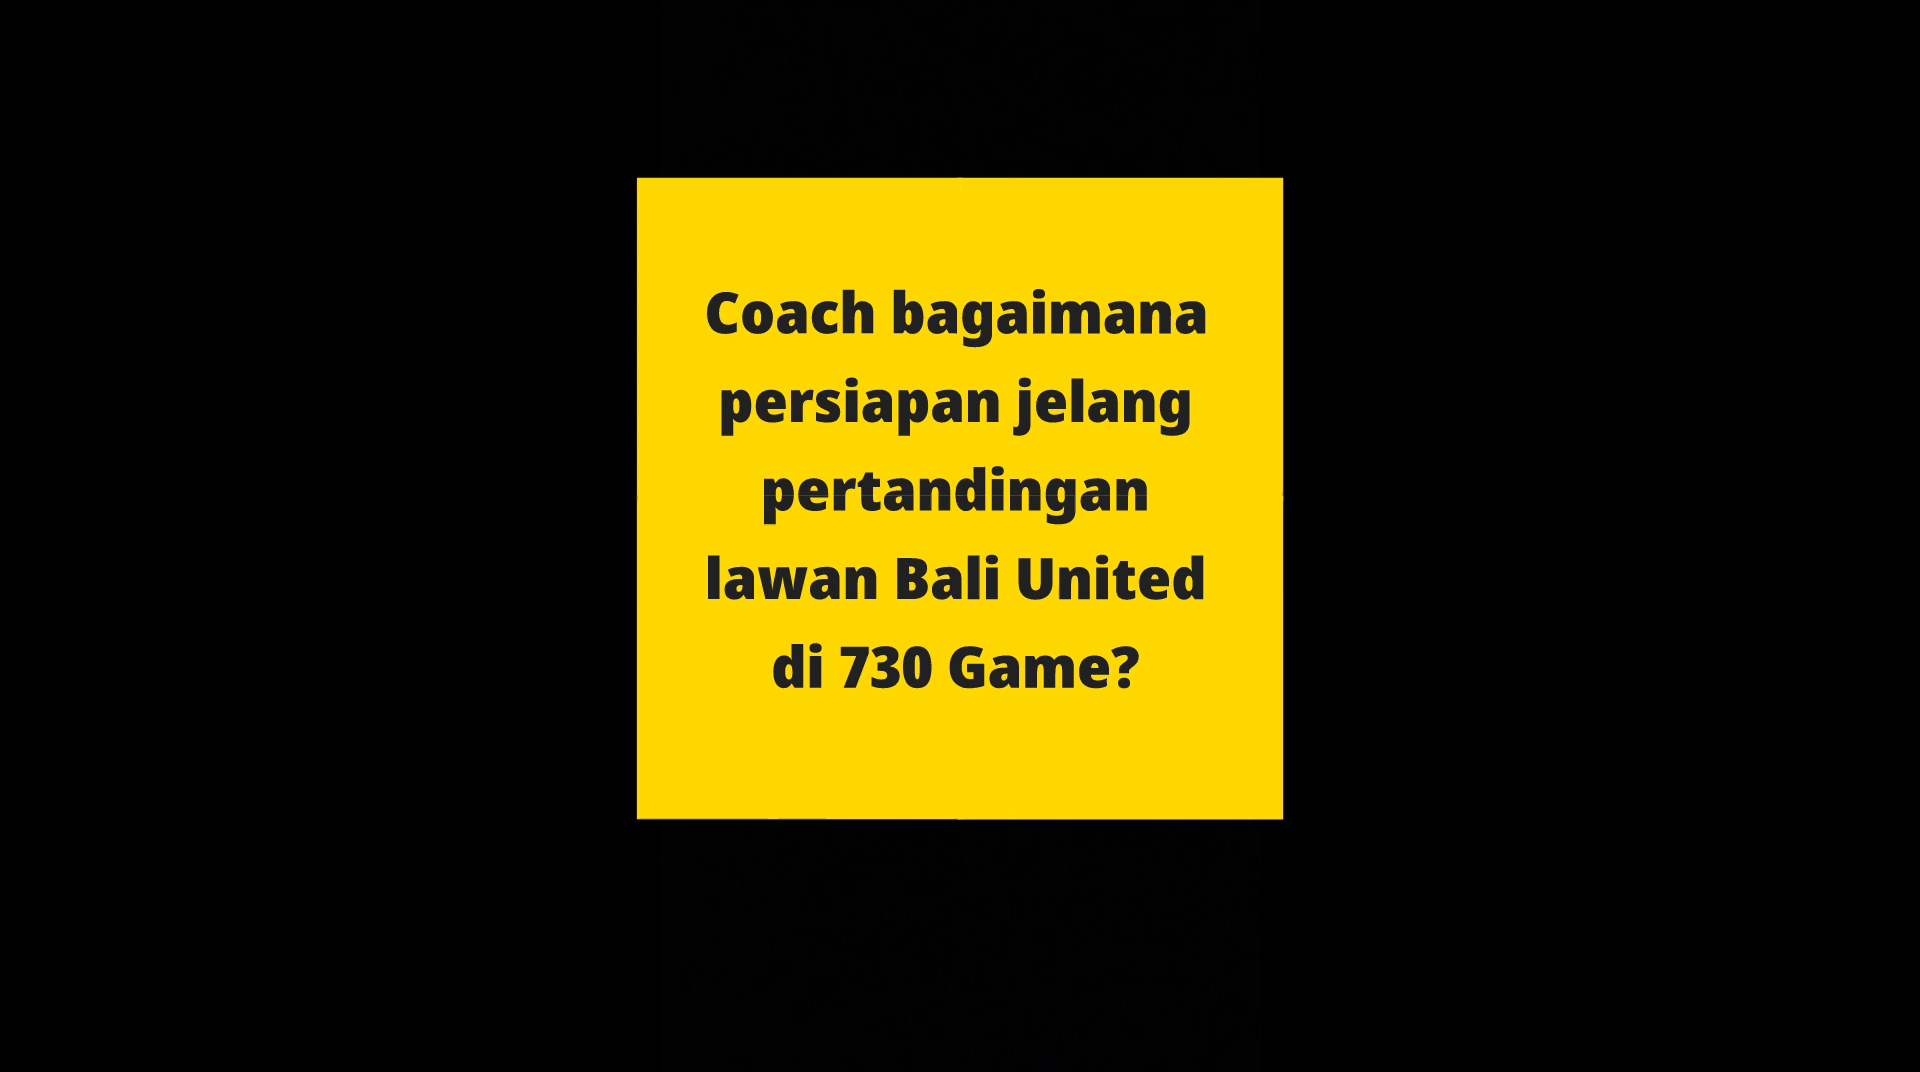 Coach bagaimana
persiapan jelang
pertandingan
lawan Bali United
di 730 Game?